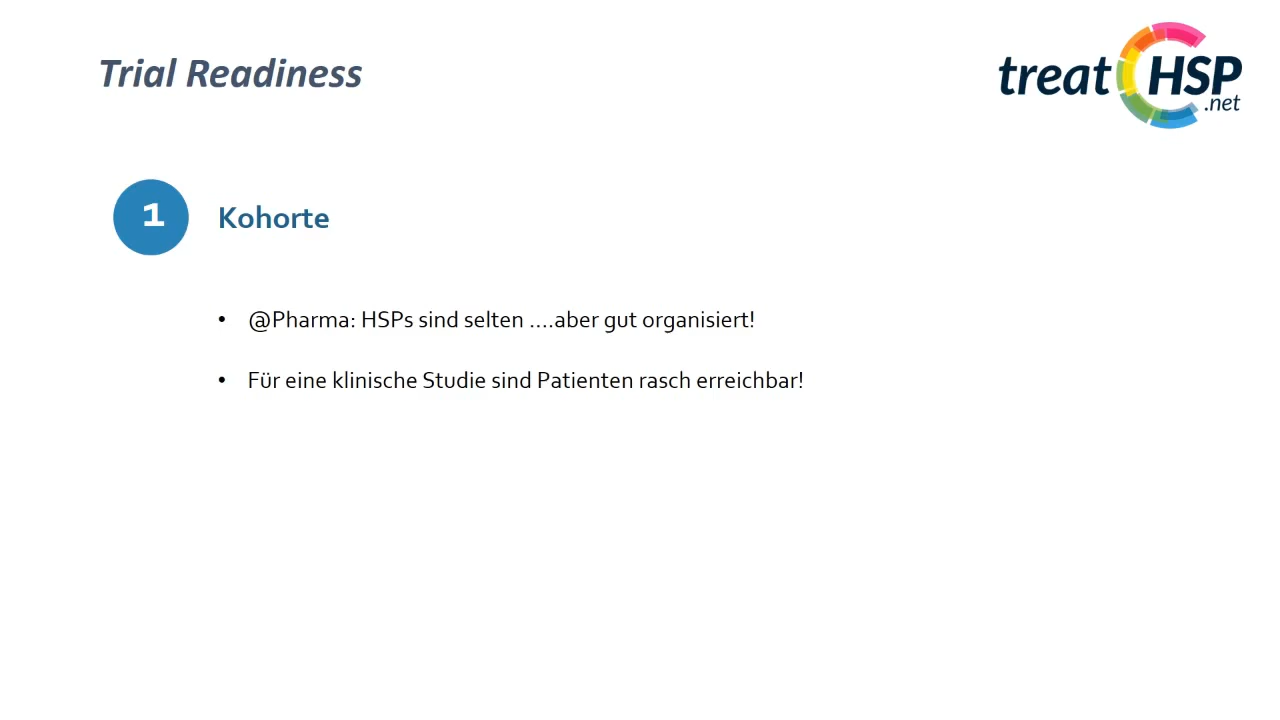 Trial Readiness
treat HSP
.net
1
Kohorte
• @Pharma: HSPs sind selten ....aber gut organisiert!
• Für eine klinische Studie sind Patienten rasch erreichbar!